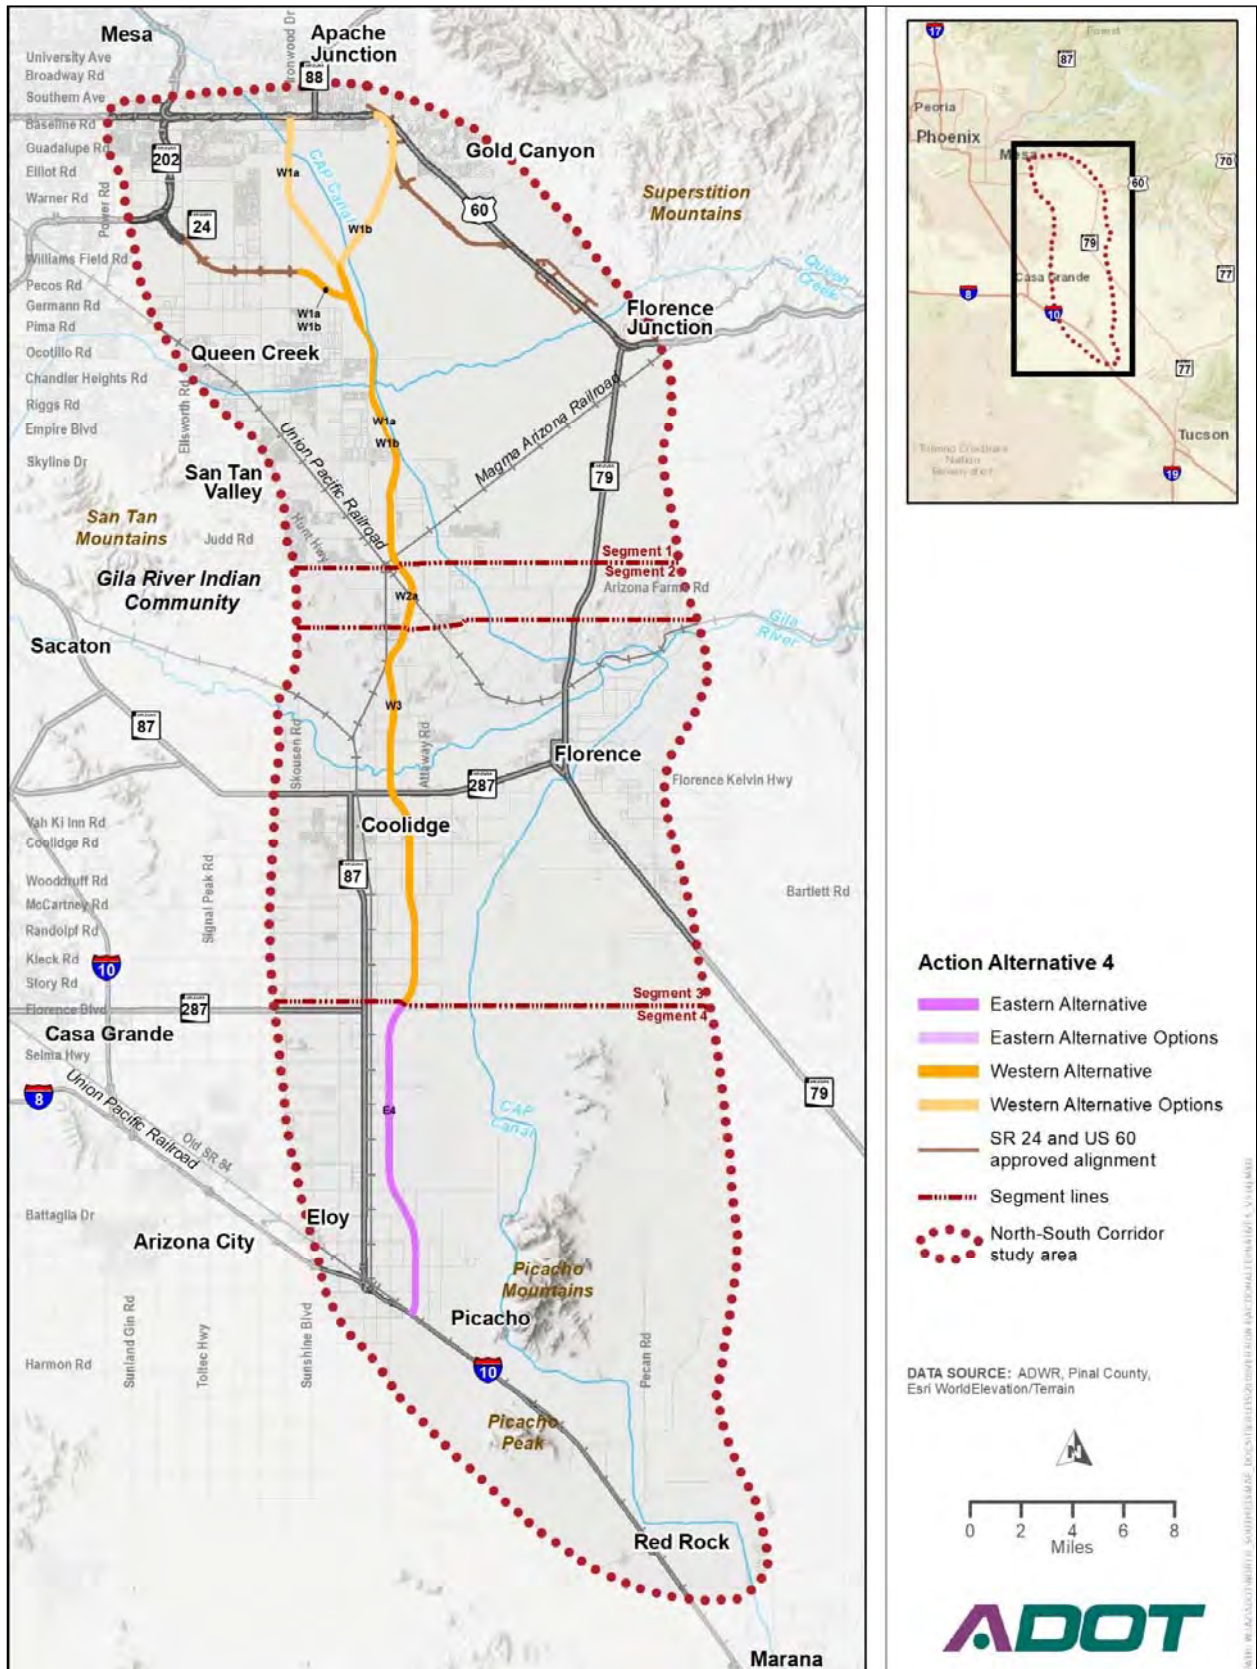 Mesa
Apache
Junction
Ironwood Dr
University Ave
Broadway Rd
Southern Ave
Baseline Rd
Guadalupe Rd
Elliot Rd
Warner Rd
Power Rd
Williams Field Rd
Pecos Rd
Germann Rd
Pima Rd
Ocotillo Rd
Chandler Heights Rd
Riggs Rd
Empire Blvd
Skyline Dr
88
202
24
60
CAP Canal
W1a
W1b
W1a
W1b
Gold Canyon
Superstition
Mountains
Queen
Creek
Florence
Junction
Queen Creek
Ellsworth Rd
Union Pacific Railroad
Magma Arizona Railroad
W1a
W1b
79
San Tan
Valley
San Tan
Mountains
Judd Rd
Hunt Hwy
Gila River Indian
Community
Segment 1
Segment 2
Arizona Farms Rd
W2a
Gila
River
Sacaton
87
Skousen Rd
W3
Attaway Rd
Florence
287
Florence Kelvin Hwy
Vah Ki Inn Rd
Coolidge Rd
Coolidge
87
Wooddruff Rd
McCartney Rd
Randolpf Rd
Kleck Rd
Story Rd
Florence Blvd
Signal Peak Rd
Bartlett Rd
10
287
Segment 3
Segment 4
Casa Grande
Selma Hwy
8
Union Pacific Railroad
Old SR 84
E4
CAP
Canal
79
Battaglia Dr
Eloy
Arizona City
Picacho
Mountains
Picacho
Sunland Gin Rd
Toltec Hwy
Sunshine Blvd
Pecan Rd
Harmon Rd
10
Picacho
Peak
Red Rock
Marana
17
87
Peoria
Phoenix
Mesa
70
60
79
77
Casa Grande
8
10
77
Tucson
19
Action Alternative 4
Eastern Alternative
Eastern Alternative Options
Western Alternative
Western Alternative Options
SR 24 and US 60
approved alignment
Segment lines
North-South Corridor
study area
DATA SOURCE: ADWR, Pinal County,
Esri WorldElevation/Terrain
N
0 2 4 6 8
Miles
ADOT